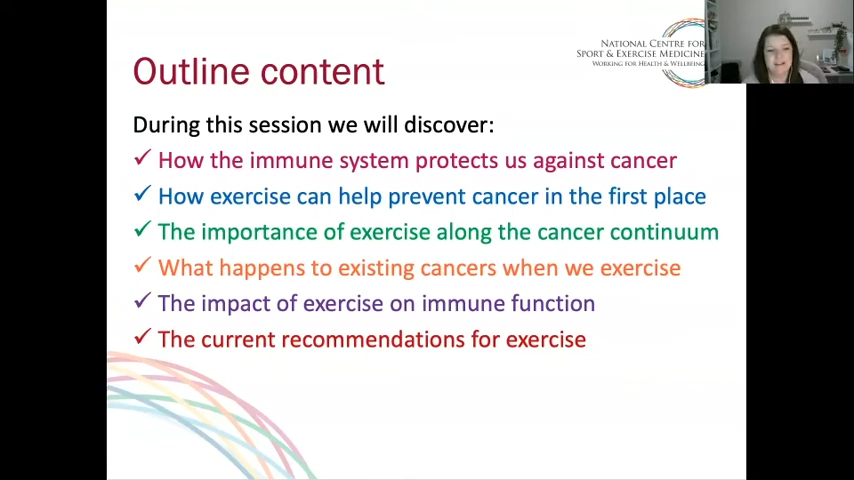 NATIONAL CENTRE FOR
SPORT & EXERCISE MEDICINE
WORKING FOR HEALTH & WELLBEING
Outline content
During this session we will discover:
✓ How the immune system protects us against cancer
✓ How exercise can help prevent cancer in the first place
✓ The importance of exercise along the cancer continuum
✓ What happens to existing cancers when we exercise
✓ The impact of exercise on immune function
✓ The current recommendations for exercise